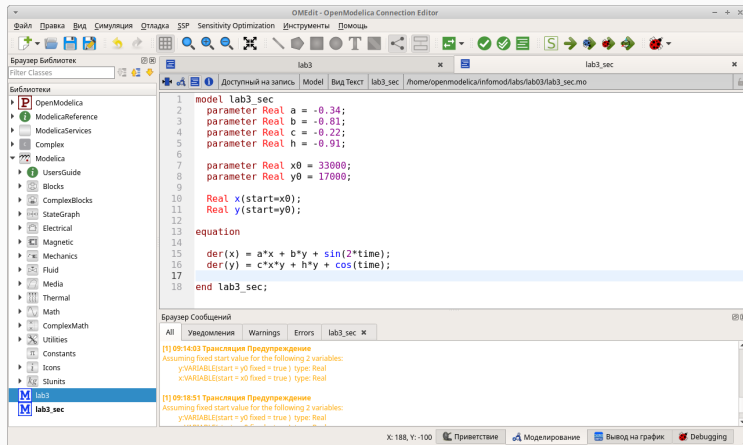 OMEdit - OpenModelica Connection Editor
Файл Правка Вид Симуляция Отладка SSP Sensitivity Optimization Инструменты Помощь
Браузер Библиотек
Filter Classes
Библиотеки
OpenModelica
ModelicaReference
ModelicaServices
Complex
Modelica
UsersGuide
Blocks
ComplexBlocks
StateGraph
Electrical
Magnetic
Mechanics
Fluid
Media
Thermal
Math
ComplexMath
Utilities
Constants
Icons
SIunits
lab3
lab3_sec
lab3 lab3_sec
Доступный на запись Model Вид Текст lab3_sec /home/openmodelica/infomod/labs/lab03/lab3_sec.mo
1 model lab3_sec
2 parameter Real a = -0.34;
3 parameter Real b = -0.81;
4 parameter Real c = -0.22;
5 parameter Real h = -0.91;
6
7 parameter Real x0 = 33000;
8 parameter Real y0 = 17000;
9
10 Real x(start=x0);
11 Real y(start=y0);
12
13 equation
14
15 der(x) = a*x + b*y + sin(2*time);
16 der(y) = c*x*y + h*y + cos(time);
17
18 end lab3_sec;
Браузер Сообщений
All Уведомления Warnings Errors lab3_sec
[1] 09:14:03 Трансляция Предупреждение
Assuming fixed start value for the following 2 variables:
y:VARIABLE(start = y0 fixed = true ) type: Real
x:VARIABLE(start = x0 fixed = true ) type: Real
[1] 09:18:51 Трансляция Предупреждение
Assuming fixed start value for the following 2 variables:
y:VARIABLE(start = y0 fixed = true ) type: Real
X: 188, Y: -100 Приветствие Моделирование Вывод на график Debugging